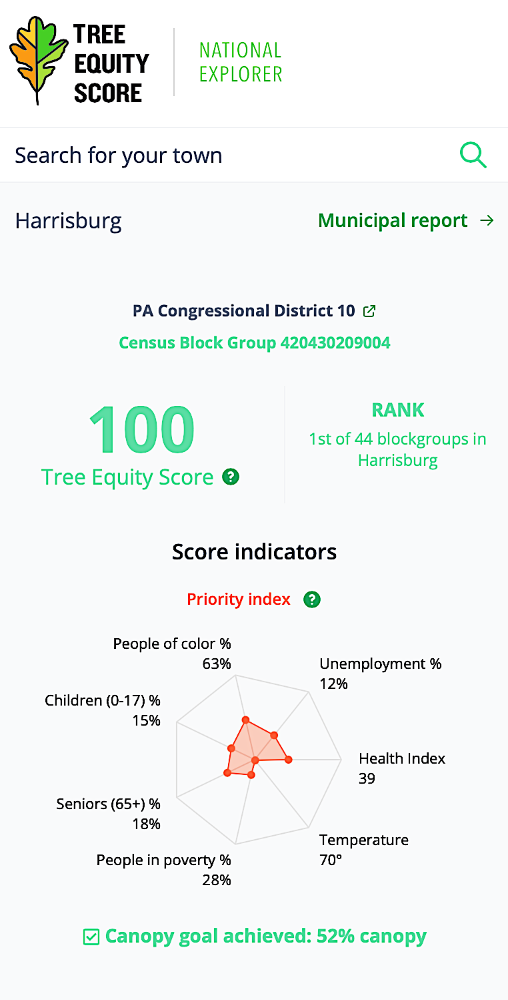 TREE
EQUITY
SCORE
NATIONAL
EXPLORER
Search for your town
Harrisburg
Municipal report →
PA Congressional District 10
Census Block Group 420430209004
100
Tree Equity Score ?
RANK
1st of 44 blockgroups in
Harrisburg
Score indicators
Priority index ?
People of color %
63%
Unemployment %
12%
Children (0-17) %
15%
Health Index
39
Seniors (65+) %
18%
Temperature
70°
People in poverty %
28%
Canopy goal achieved: 52% canopy